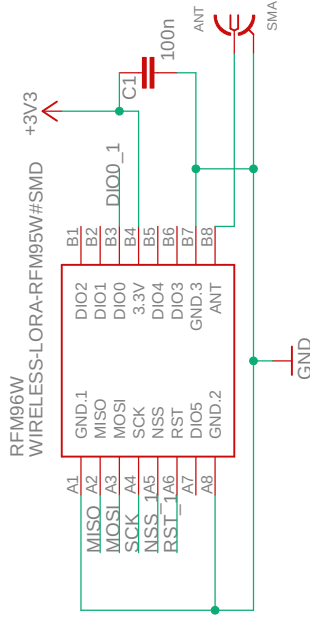 ANT
SMA
100n
C1
+3V3
DIO0_1
B1
B2
B3
B4
B5
B6
B7
B8
DIO2
DIO1
DIO0
3.3V
DIO4
DIO3
GND.3
ANT
RFM96W
WIRELESS-LORA-RFM95W#SMD
GND.1
MISO
MOSI
SCK
NSS
RST
DIO5
GND.2
A1
A2
A3
A4
A5
A6
A7
A8
MISO
MOSI
SCK
NSS_1
RST_1
GND